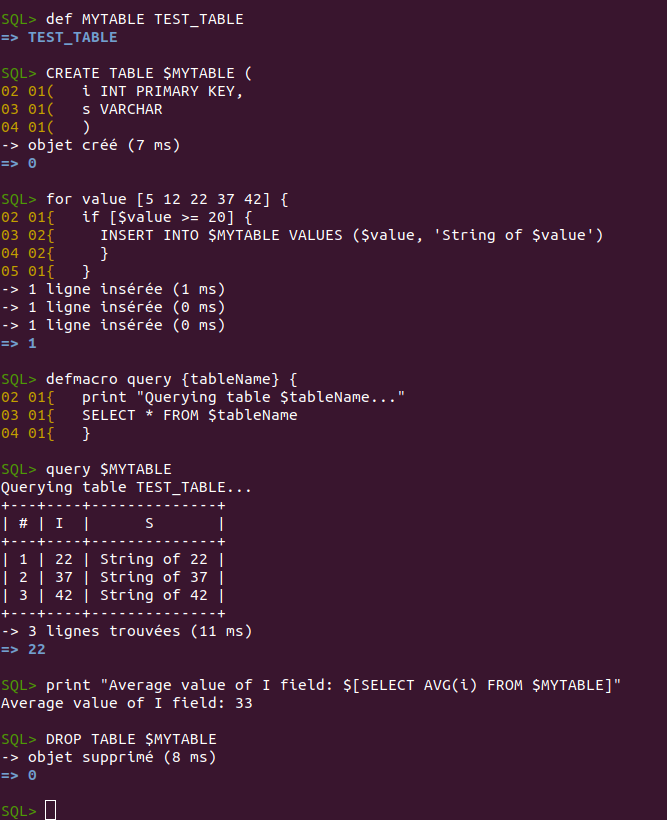 SQL> def MYTABLE TEST_TABLE
=> TEST_TABLE
SQL> CREATE TABLE $MYTABLE (
02 01(   i INT PRIMARY KEY,
03 01(   s VARCHAR
04 01(   )
-> objet créé (7 ms)
=> 0
SQL> for value [5 12 22 37 42] {
02 01{   if [$value >= 20] {
03 02{     INSERT INTO $MYTABLE VALUES ($value, 'String of $value')
04 02{     }
05 01{   }
-> 1 ligne insérée (1 ms)
-> 1 ligne insérée (0 ms)
-> 1 ligne insérée (0 ms)
=> 1
SQL> defmacro query {tableName} {
02 01{   print "Querying table $tableName..."
03 01{   SELECT * FROM $tableName
04 01{   }
SQL> query $MYTABLE
Querying table TEST_TABLE...
+---+----+--------------+
| # | I  |      S       |
+---+----+--------------+
| 1 | 22 | String of 22 |
| 2 | 37 | String of 37 |
| 3 | 42 | String of 42 |
+---+----+--------------+
-> 3 lignes trouvées (11 ms)
=> 22
SQL> print "Average value of I field: $[SELECT AVG(i) FROM $MYTABLE]"
Average value of I field: 33
SQL> DROP TABLE $MYTABLE
-> objet supprimé (8 ms)
=> 0
SQL>